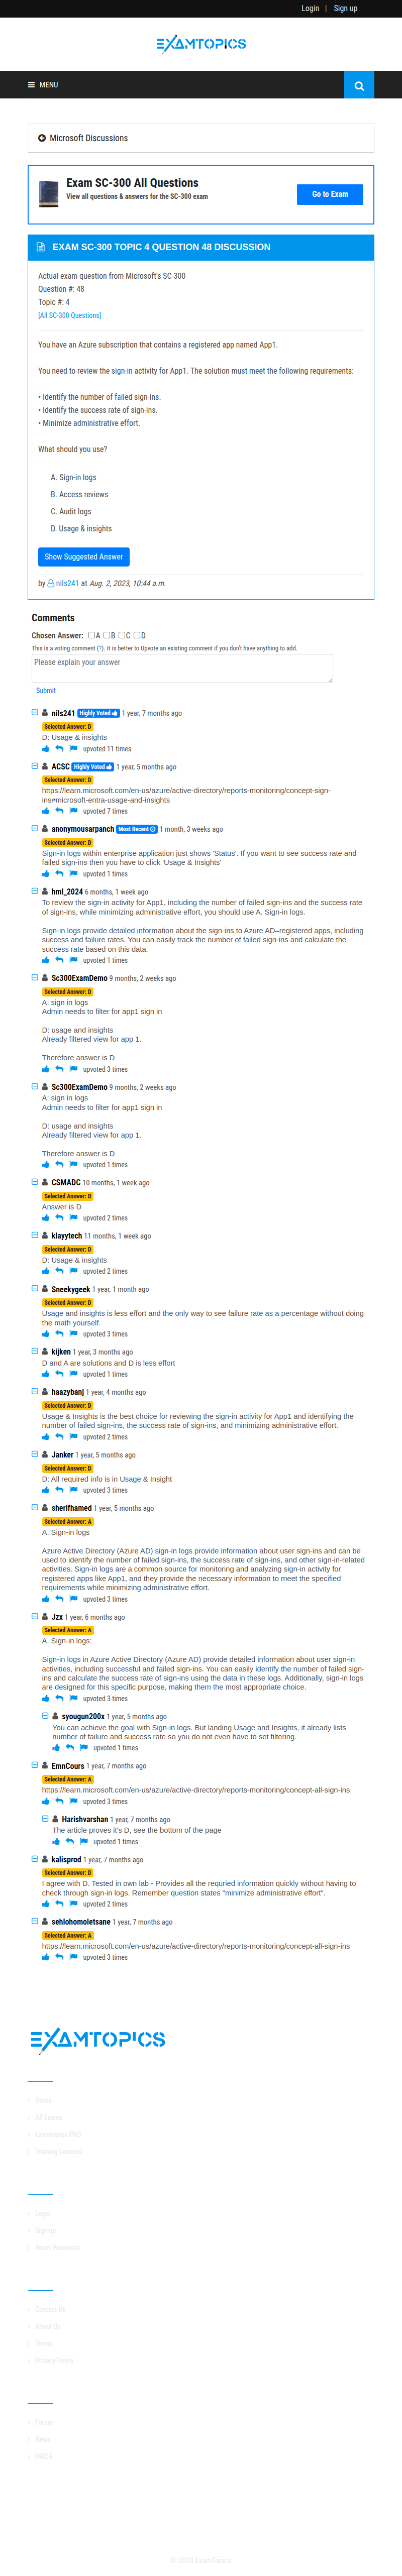 Login | Sign up
EXAMTOPICS
MENU
Microsoft Discussions
Exam SC-300 All Questions
View all questions & answers for the SC-300 exam
Go to Exam
EXAM SC-300 TOPIC 4 QUESTION 48 DISCUSSION
Actual exam question from Microsoft's SC-300
Question #: 48
Topic #: 4
[All SC-300 Questions]
You have an Azure subscription that contains a registered app named App1.
You need to review the sign-in activity for App1. The solution must meet the following requirements:
• Identify the number of failed sign-ins.
• Identify the success rate of sign-ins.
• Minimize administrative effort.
What should you use?
A. Sign-in logs
B. Access reviews
C. Audit logs
D. Usage & insights
Show Suggested Answer
by nils241 at Aug. 2, 2023, 10:44 a.m.
Comments
Chosen Answer: A B C D
This is a voting comment (?). It is better to Upvote an existing comment if you don't have anything to add.
Please explain your answer
Submit
nils241 Highly Voted 1 year, 7 months ago
Selected Answer: D
D: Usage & insights
upvoted 11 times
ACSC Highly Voted 1 year, 5 months ago
Selected Answer: D
https://learn.microsoft.com/en-us/azure/active-directory/reports-monitoring/concept-sign-
ins#microsoft-entra-usage-and-insights
upvoted 7 times
anonymousarpanch Most Recent 1 month, 3 weeks ago
Selected Answer: D
Sign-in logs within enterprise application just shows 'Status'. If you want to see success rate and
failed sign-ins then you have to click 'Usage & Insights'
upvoted 1 times
hml_2024 6 months, 1 week ago
To review the sign-in activity for App1, including the number of failed sign-ins and the success rate
of sign-ins, while minimizing administrative effort, you should use A. Sign-in logs.
Sign-in logs provide detailed information about the sign-ins to Azure AD–registered apps, including
success and failure rates. You can easily track the number of failed sign-ins and calculate the
success rate based on this data.
upvoted 1 times
Sc300ExamDemo 9 months, 2 weeks ago
Selected Answer: D
A: sign in logs
Admin needs to filter for app1 sign in
D: usage and insights
Already filtered view for app 1.
Therefore answer is D
upvoted 3 times
Sc300ExamDemo 9 months, 2 weeks ago
A: sign in logs
Admin needs to filter for app1 sign in
D: usage and insights
Already filtered view for app 1.
Therefore answer is D
upvoted 1 times
CSMADC 10 months, 1 week ago
Selected Answer: D
Answer is D
upvoted 2 times
klayytech 11 months, 1 week ago
Selected Answer: D
D: Usage & insights
upvoted 2 times
Sneekygeek 1 year, 1 month ago
Selected Answer: D
Usage and insights is less effort and the only way to see failure rate as a percentage without doing
the math yourself.
upvoted 3 times
kijken 1 year, 3 months ago
D and A are solutions and D is less effort
upvoted 1 times
haazybanj 1 year, 4 months ago
Selected Answer: D
Usage & Insights is the best choice for reviewing the sign-in activity for App1 and identifying the
number of failed sign-ins, the success rate of sign-ins, and minimizing administrative effort.
upvoted 2 times
Janker 1 year, 5 months ago
Selected Answer: D
D: All required info is in Usage & Insight
upvoted 3 times
sherifhamed 1 year, 5 months ago
Selected Answer: A
A. Sign-in logs
Azure Active Directory (Azure AD) sign-in logs provide information about user sign-ins and can be
used to identify the number of failed sign-ins, the success rate of sign-ins, and other sign-in-related
activities. Sign-in logs are a common source for monitoring and analyzing sign-in activity for
registered apps like App1, and they provide the necessary information to meet the specified
requirements while minimizing administrative effort.
upvoted 3 times
Jzx 1 year, 6 months ago
Selected Answer: A
A. Sign-in logs:
Sign-in logs in Azure Active Directory (Azure AD) provide detailed information about user sign-in
activities, including successful and failed sign-ins. You can easily identify the number of failed sign-
ins and calculate the success rate of sign-ins using the data in these logs. Additionally, sign-in logs
are designed for this specific purpose, making them the most appropriate choice.
upvoted 3 times
syougun200x 1 year, 5 months ago
You can achieve the goal with Sign-in logs. But landing Usage and Insights, it already lists
number of failure and success rate so you do not even have to set filtering.
upvoted 1 times
EmnCours 1 year, 7 months ago
Selected Answer: A
https://learn.microsoft.com/en-us/azure/active-directory/reports-monitoring/concept-all-sign-ins
upvoted 3 times
Harishvarshan 1 year, 7 months ago
The article proves it's D, see the bottom of the page
upvoted 1 times
kalisprod 1 year, 7 months ago
Selected Answer: D
I agree with D. Tested in own lab - Provides all the requried information quickly without having to
check through sign-in logs. Remember question states "minimize administrative effort".
upvoted 2 times
sehlohomoletsane 1 year, 7 months ago
Selected Answer: A
https://learn.microsoft.com/en-us/azure/active-directory/reports-monitoring/concept-all-sign-ins
upvoted 3 times
EXAMTOPICS
Home
All Exams
Examtopics PRO
Training Courses
Login
Sign up
Reset Password
Contact Us
About Us
Terms
Privacy Policy
Forum
News
DMCA
© 2024 ExamTopics